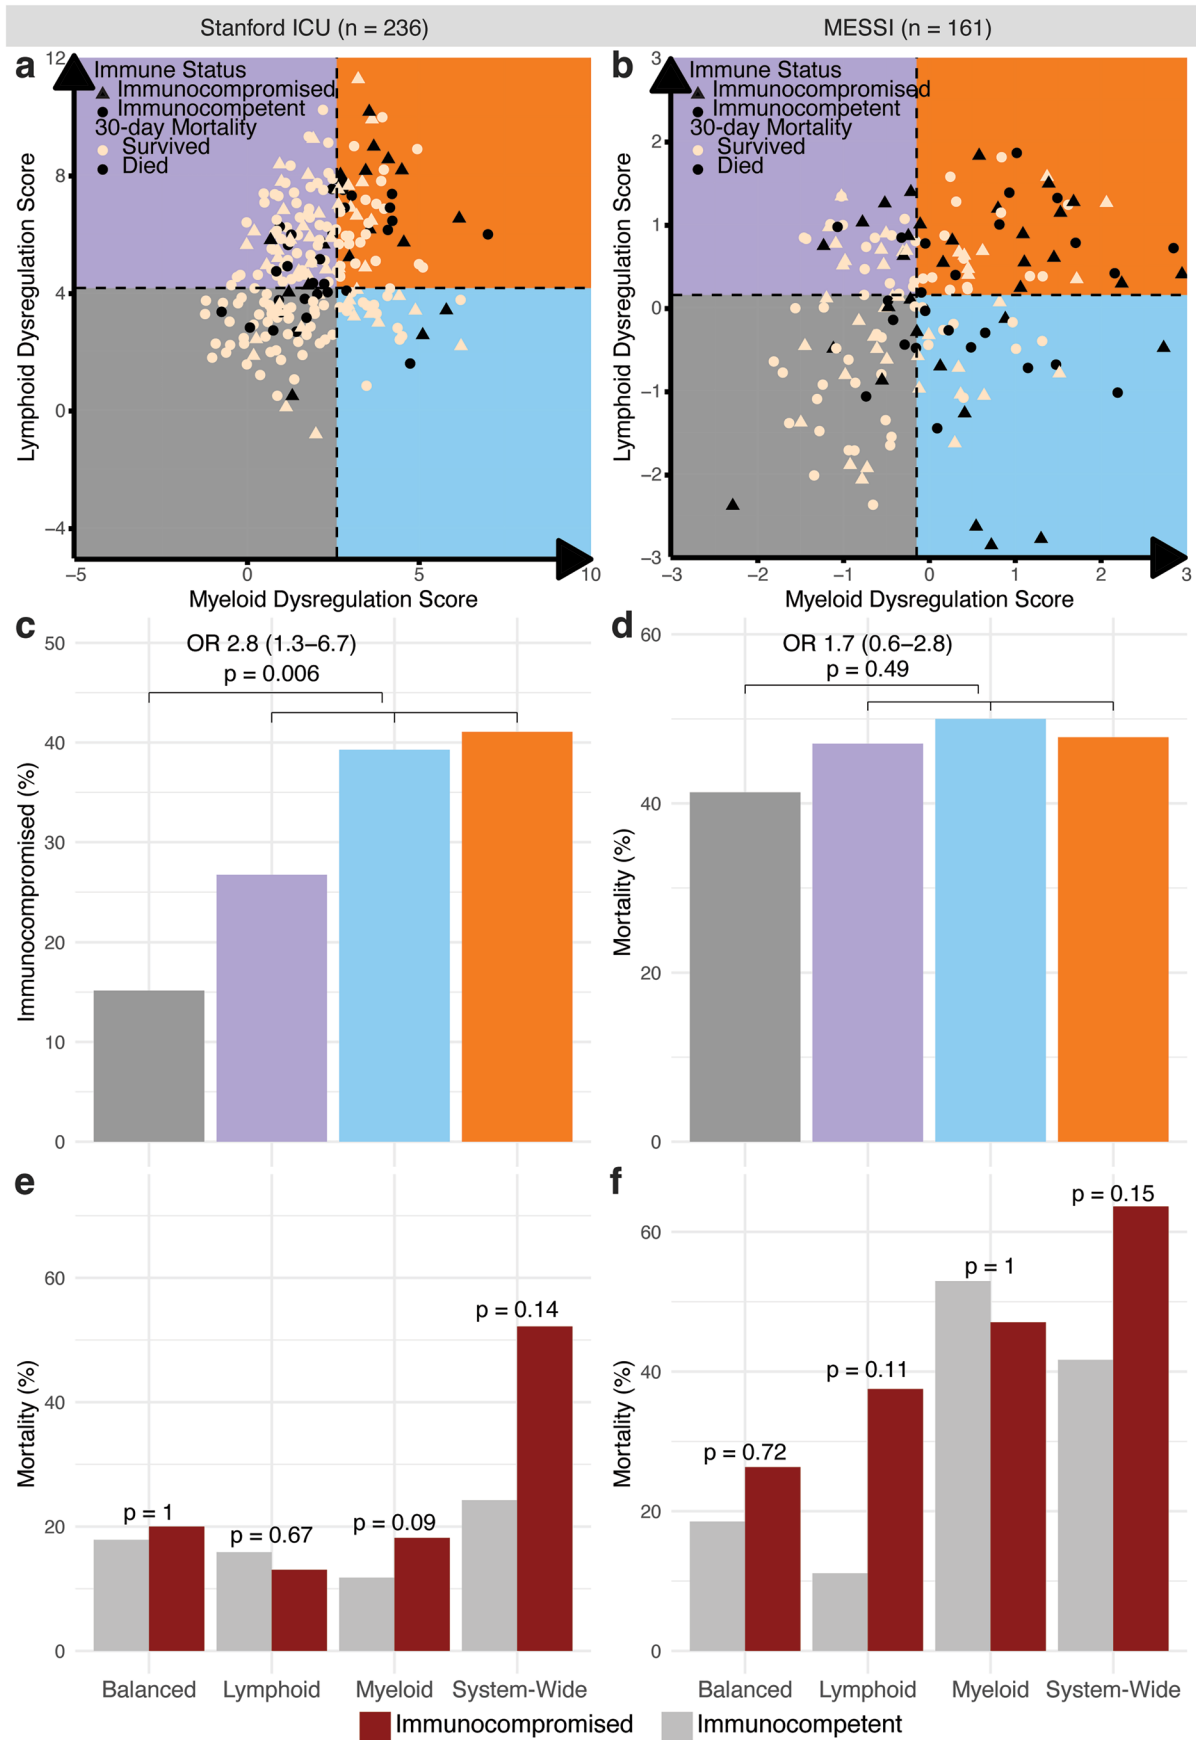 Stanford ICU (n = 236)
MESSI (n = 161)
a
12
8
4
0
−4
Lymphoid Dysregulation Score
Immune Status
Immunocompromised
Immunocompetent
30-day Mortality
Survived
Died
−5
0
5
10
Myeloid Dysregulation Score
b
3
2
1
0
−1
−2
−3
Lymphoid Dysregulation Score
Immune Status
Immunocompromised
Immunocompetent
30-day Mortality
Survived
Died
−3
−2
−1
0
1
2
3
Myeloid Dysregulation Score
c
50
40
30
20
10
0
Immunocompromised (%)
OR 2.8 (1.3−6.7)
p = 0.006
d
60
40
20
0
Mortality (%)
OR 1.7 (0.6−2.8)
p = 0.49
e
60
40
20
0
Mortality (%)
p = 1
p = 0.67
p = 0.09
p = 0.14
Balanced
Lymphoid
Myeloid
System-Wide
f
60
40
20
0
Mortality (%)
p = 0.72
p = 0.11
p = 1
p = 0.15
Balanced
Lymphoid
Myeloid
System-Wide
Immunocompromised
Immunocompetent